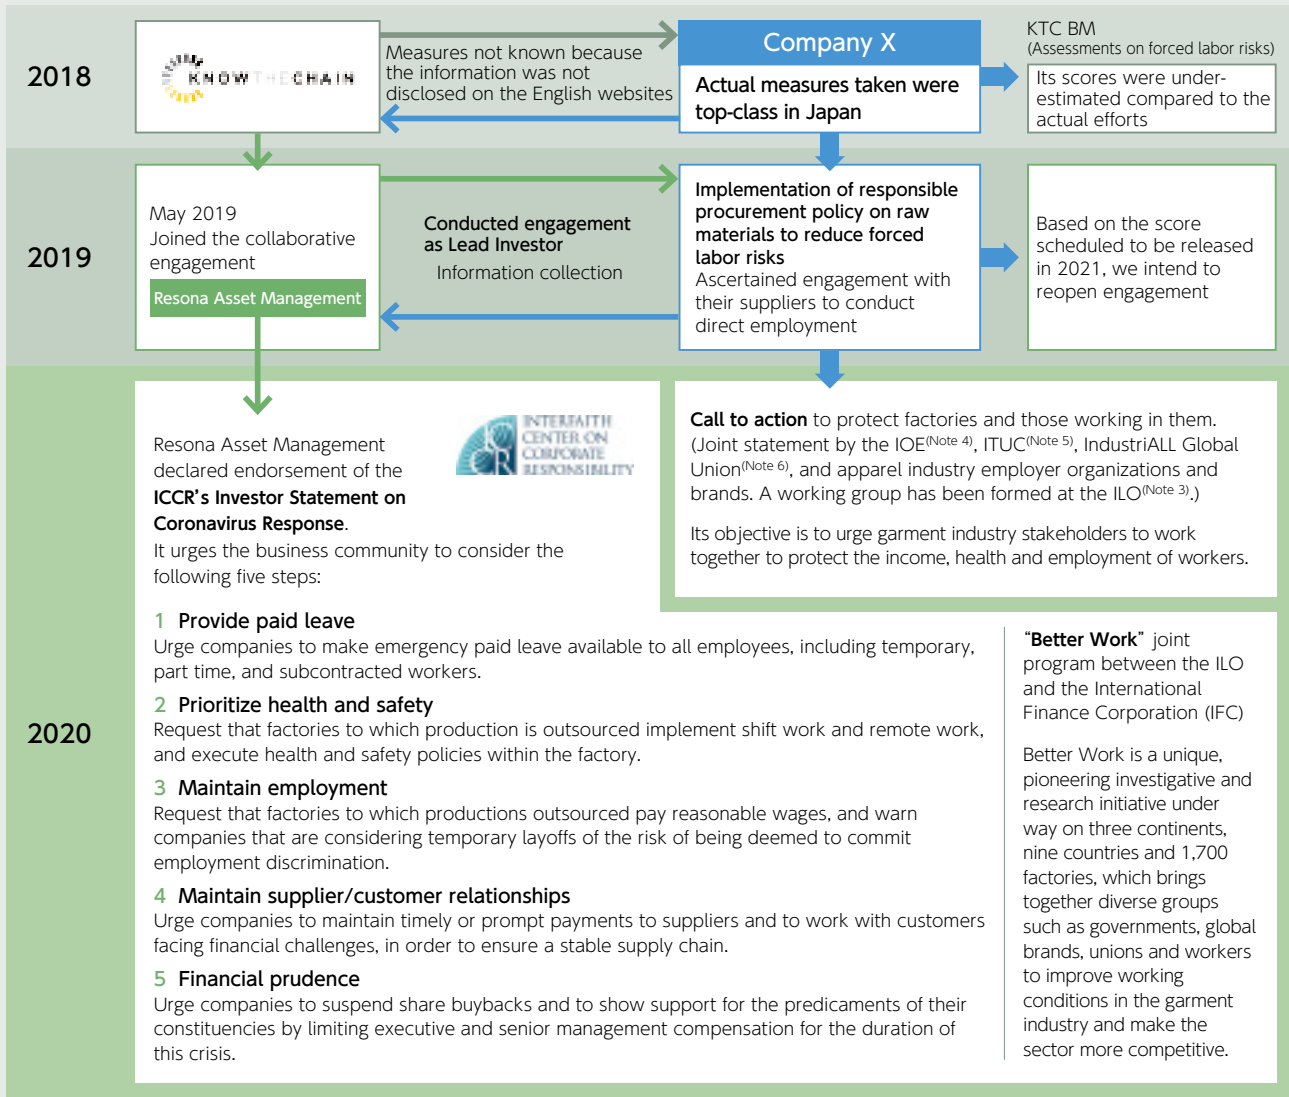 2018
KNOWTHECHAIN
Measures not known because
the information was not
disclosed on the English websites
Company X
Actual measures taken were
top-class in Japan
KTC BM
(Assessments on forced labor risks)
Its scores were under-
estimated compared to the
actual efforts
2019
May 2019
Joined the collaborative
engagement
Resona Asset Management
Conducted engagement
as Lead Investor
Information collection
Implementation of responsible
procurement policy on raw
materials to reduce forced
labor risks
Ascertained engagement with
their suppliers to conduct
direct employment
Based on the score
scheduled to be released
in 2021, we intend to
reopen engagement
2020
Resona Asset Management
declared endorsement of the
ICCR's Investor Statement on
Coronavirus Response.
It urges the business community to consider the
following five steps:
ICCR
INTERFAITH
CENTER ON
CORPORATE
RESPONSIBILITY
1 Provide paid leave
Urge companies to make emergency paid leave available to all employees, including temporary,
part time, and subcontracted workers.
2 Prioritize health and safety
Request that factories to which production is outsourced implement shift work and remote work,
and execute health and safety policies within the factory.
3 Maintain employment
Request that factories to which productions outsourced pay reasonable wages, and warn
companies that are considering temporary layoffs of the risk of being deemed to commit
employment discrimination.
4 Maintain supplier/customer relationships
Urge companies to maintain timely or prompt payments to suppliers and to work with customers
facing financial challenges, in order to ensure a stable supply chain.
5 Financial prudence
Urge companies to suspend share buybacks and to show support for the predicaments of their
constituencies by limiting executive and senior management compensation for the duration of
this crisis.
Call to action to protect factories and those working in them.
(Joint statement by the IOE(Note 4), ITUC(Note 5), IndustriALL Global
Union(Note 6), and apparel industry employer organizations and
brands. A working group has been formed at the ILO(Note 3).)
Its objective is to urge garment industry stakeholders to work
together to protect the income, health and employment of workers.
"Better Work" joint
program between the ILO
and the International
Finance Corporation (IFC)
Better Work is a unique,
pioneering investigative and
research initiative under
way on three continents,
nine countries and 1,700
factories, which brings
together diverse groups
such as governments, global
brands, unions and workers
to improve working
conditions in the garment
industry and make the
sector more competitive.